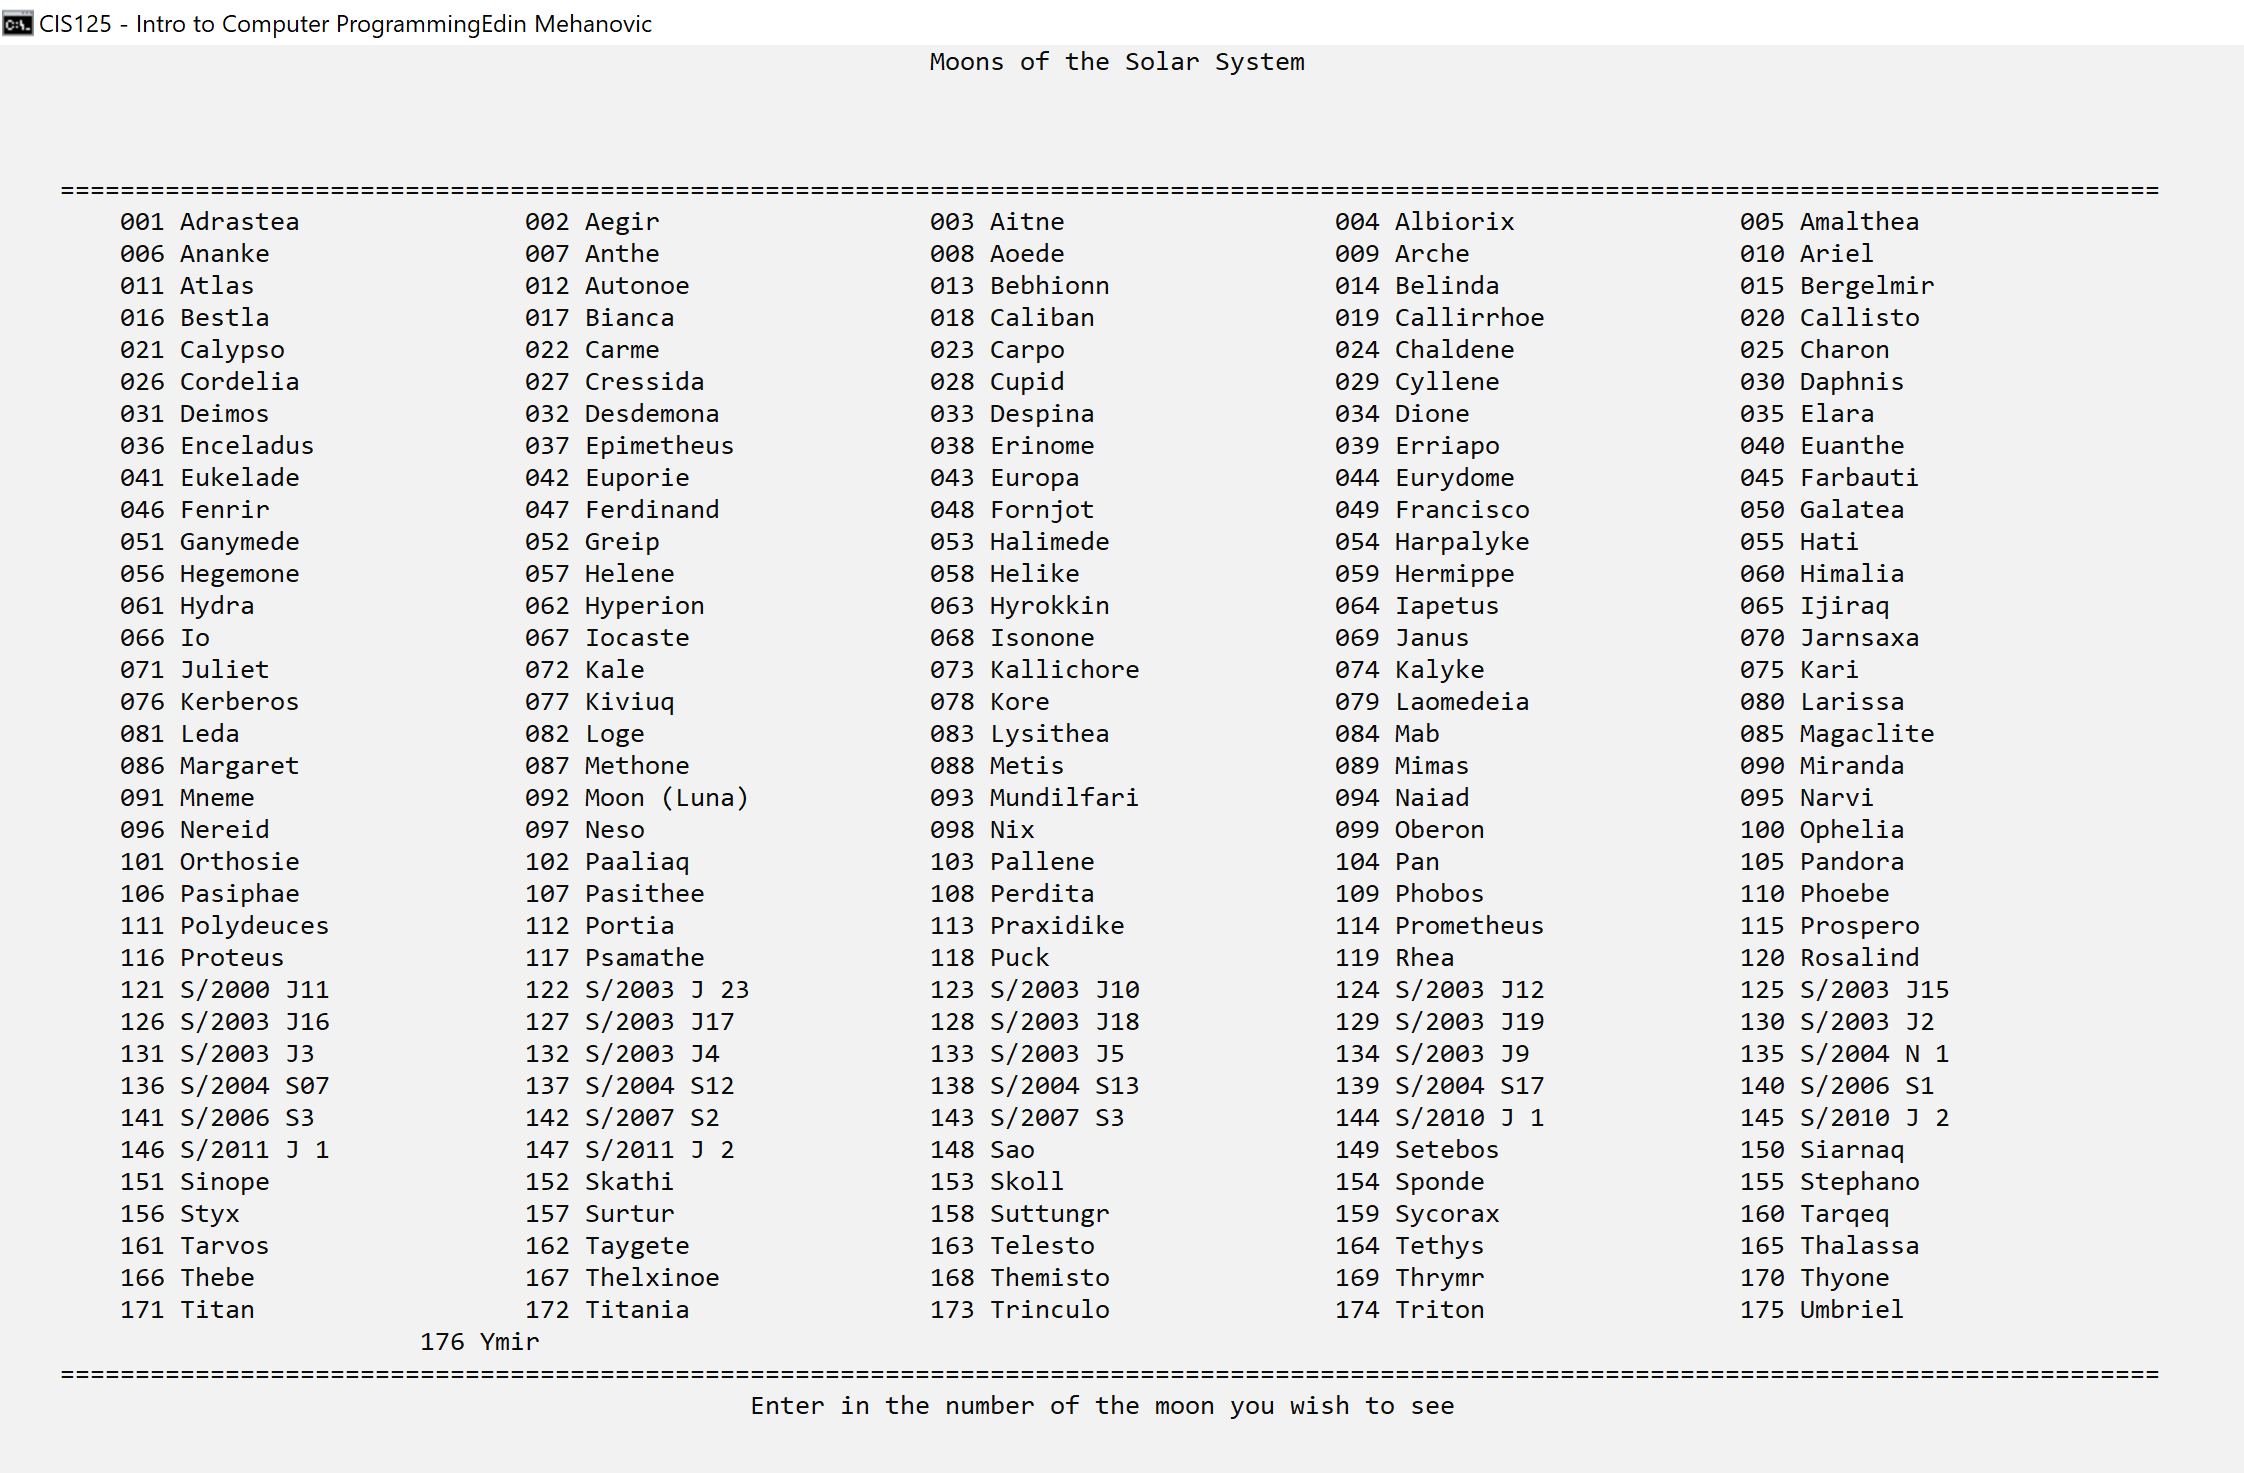 CIS125 - Intro to Computer ProgrammingEdin Mehanovic
Moons of the Solar System
============================================================================================================================================
001 Adrastea 002 Aegir 003 Aitne 004 Albiorix 005 Amalthea
006 Ananke 007 Anthe 008 Aoede 009 Arche 010 Ariel
011 Atlas 012 Autonoe 013 Bebhionn 014 Belinda 015 Bergelmir
016 Bestla 017 Bianca 018 Caliban 019 Callirrhoe 020 Callisto
021 Calypso 022 Carme 023 Carpo 024 Chaldene 025 Charon
026 Cordelia 027 Cressida 028 Cupid 029 Cyllene 030 Daphnis
031 Deimos 032 Desdemona 033 Despina 034 Dione 035 Elara
036 Enceladus 037 Epimetheus 038 Erinome 039 Erriapo 040 Euanthe
041 Eukelade 042 Euporie 043 Europa 044 Eurydome 045 Farbauti
046 Fenrir 047 Ferdinand 048 Fornjot 049 Francisco 050 Galatea
051 Ganymede 052 Greip 053 Halimede 054 Harpalyke 055 Hati
056 Hegemone 057 Helene 058 Helike 059 Hermippe 060 Himalia
061 Hydra 062 Hyperion 063 Hyrokkin 064 Iapetus 065 Ijiraq
066 Io 067 Iocaste 068 Isonone 069 Janus 070 Jarnsaxa
071 Juliet 072 Kale 073 Kallichore 074 Kalyke 075 Kari
076 Kerberos 077 Kiviuq 078 Kore 079 Laomedeia 080 Larissa
081 Leda 082 Loge 083 Lysithea 084 Mab 085 Magaclite
086 Margaret 087 Methone 088 Metis 089 Mimas 090 Miranda
091 Mneme 092 Moon (Luna) 093 Mundilfari 094 Naiad 095 Narvi
096 Nereid 097 Neso 098 Nix 099 Oberon 100 Ophelia
101 Orthosie 102 Paaliaq 103 Pallene 104 Pan 105 Pandora
106 Pasiphae 107 Pasithee 108 Perdita 109 Phobos 110 Phoebe
111 Polydeuces 112 Portia 113 Praxidike 114 Prometheus 115 Prospero
116 Proteus 117 Psamathe 118 Puck 119 Rhea 120 Rosalind
121 S/2000 J11 122 S/2003 J 23 123 S/2003 J10 124 S/2003 J12 125 S/2003 J15
126 S/2003 J16 127 S/2003 J17 128 S/2003 J18 129 S/2003 J19 130 S/2003 J2
131 S/2003 J3 132 S/2003 J4 133 S/2003 J5 134 S/2003 J9 135 S/2004 N 1
136 S/2004 S07 137 S/2004 S12 138 S/2004 S13 139 S/2004 S17 140 S/2006 S1
141 S/2006 S3 142 S/2007 S2 143 S/2007 S3 144 S/2010 J 1 145 S/2010 J 2
146 S/2011 J 1 147 S/2011 J 2 148 Sao 149 Setebos 150 Siarnaq
151 Sinope 152 Skathi 153 Skoll 154 Sponde 155 Stephano
156 Styx 157 Surtur 158 Suttungr 159 Sycorax 160 Tarqeq
161 Tarvos 162 Taygete 163 Telesto 164 Tethys 165 Thalassa
166 Thebe 167 Thelxinoe 168 Themisto 169 Thrymr 170 Thyone
171 Titan 172 Titania 173 Trinculo 174 Triton 175 Umbriel
176 Ymir
============================================================================================================================================
Enter in the number of the moon you wish to see